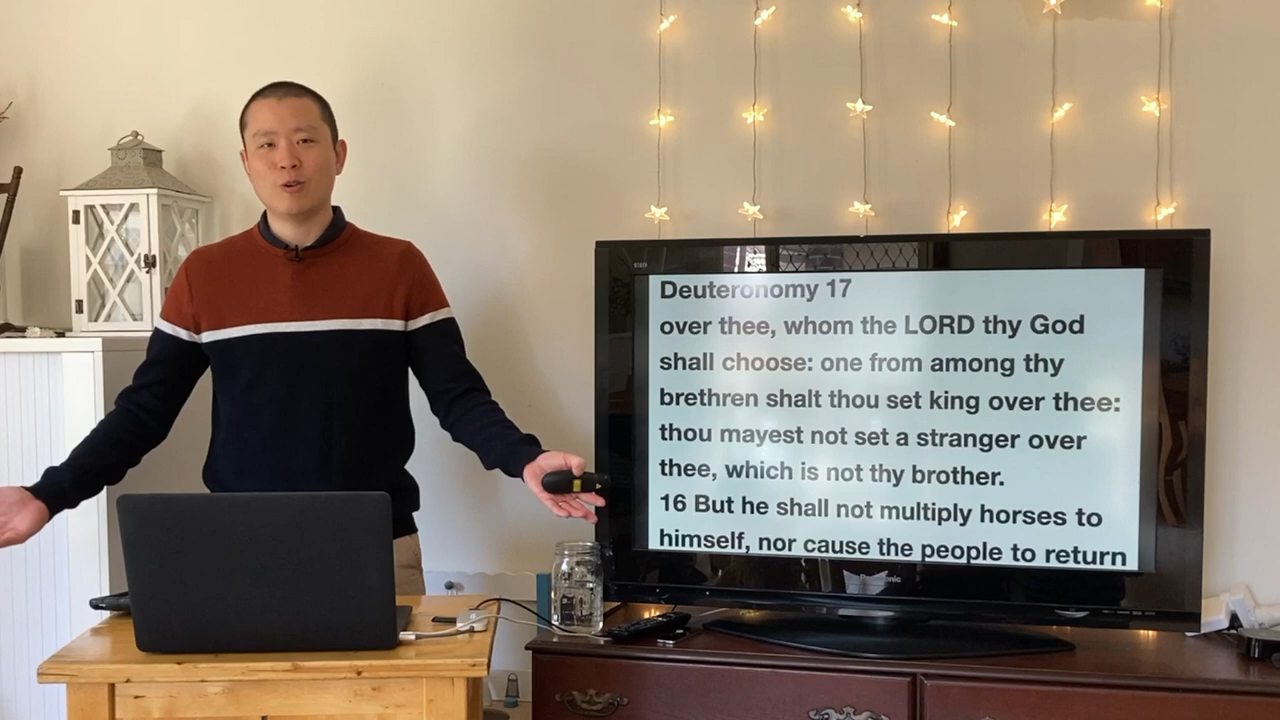 Deuteronomy 17
over thee, whom the LORD thy God
shall choose: one from among thy
brethren shalt thou set king over thee:
thou mayest not set a stranger over
thee, which is not thy brother.
16 But he shall not multiply horses to
himself, nor cause the people to return
Panasonic